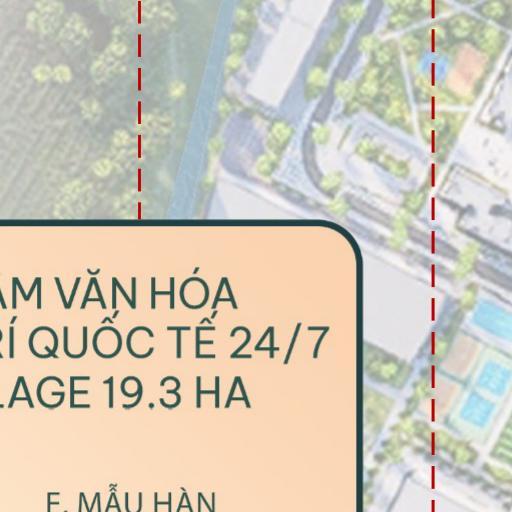 ÂM VĂN HÓA
RÍ QUỐC TẾ 24/7
LAGE 19.3 HA
E. MẪU HÀN